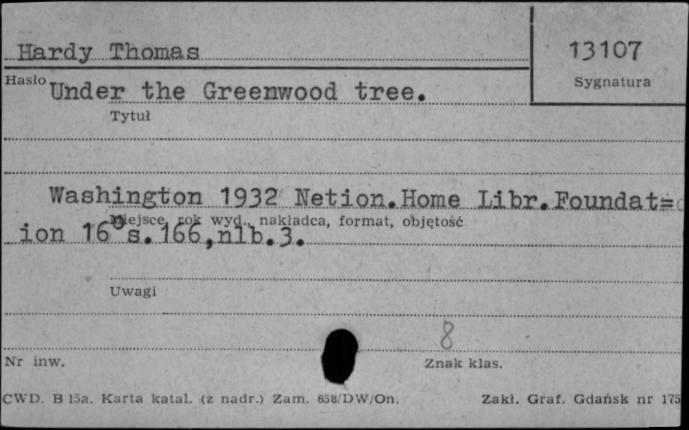 Hardy Thomas
13107
Hasło
Sygnatura
Under the Greenwood tree.
Tytuł
Washington 1932 Netion.Home Libr.Foundat=
Miejsce, rok wyd., nakładca, format, objętość
ion 16° s.166,nlb.3.
Uwagi
8
Nr inw.
Znak klas.
CWD. B 15a. Karta katal. (z nadr.) Zam. 658/DW/On.
Zakł. Graf. Gdańsk nr 175